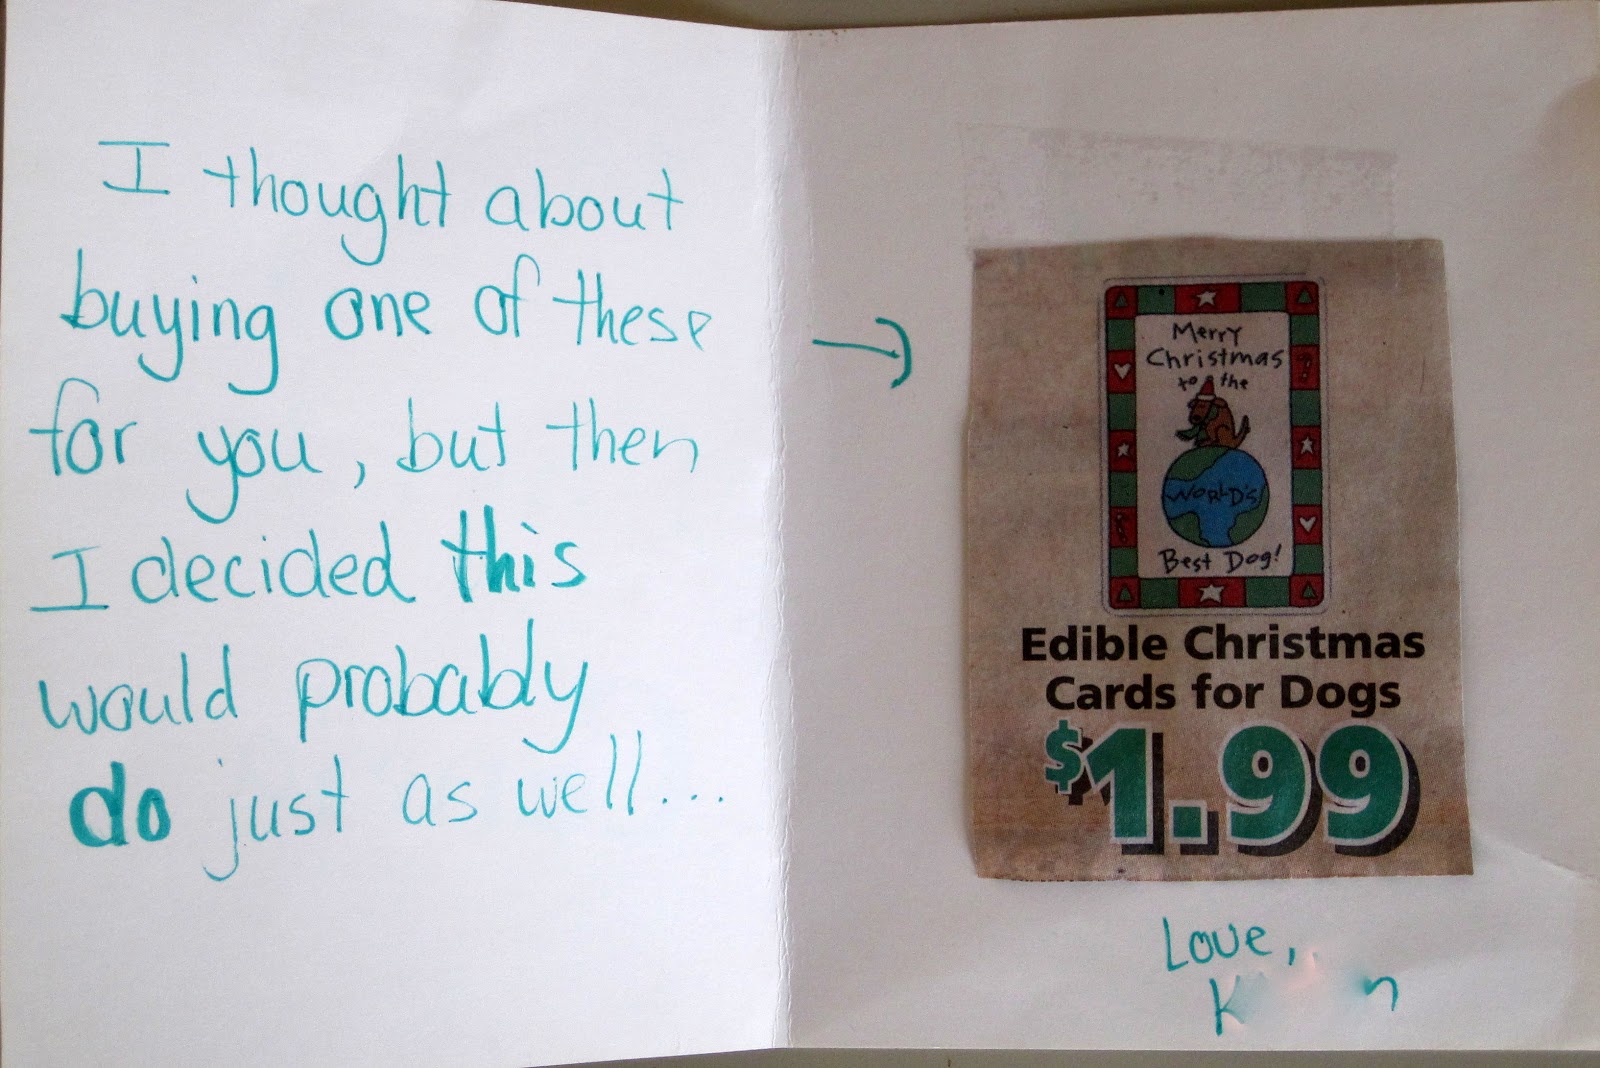 I thought about
buying one of these
for you, but then
I decided this
would probably
do just as well...
Merry
Christmas
to the
WORLD'S
Best Dog!
Edible Christmas
Cards for Dogs
$1.99
Love,